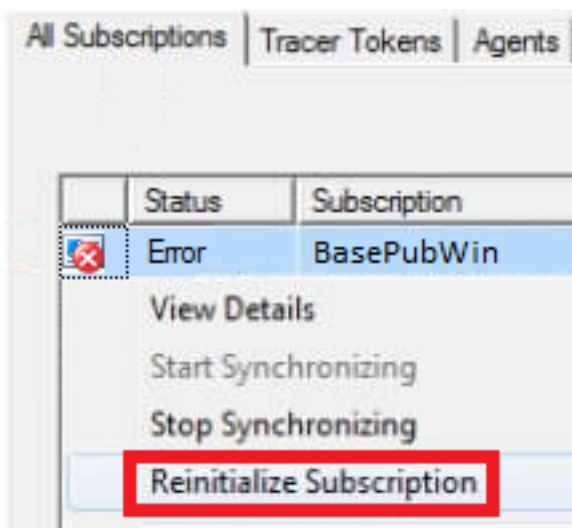 All Subscriptions Tracer Tokens Agents
Status Subscription
Error BasePubWin
View Details
Start Synchronizing
Stop Synchronizing
Reinitialize Subscription